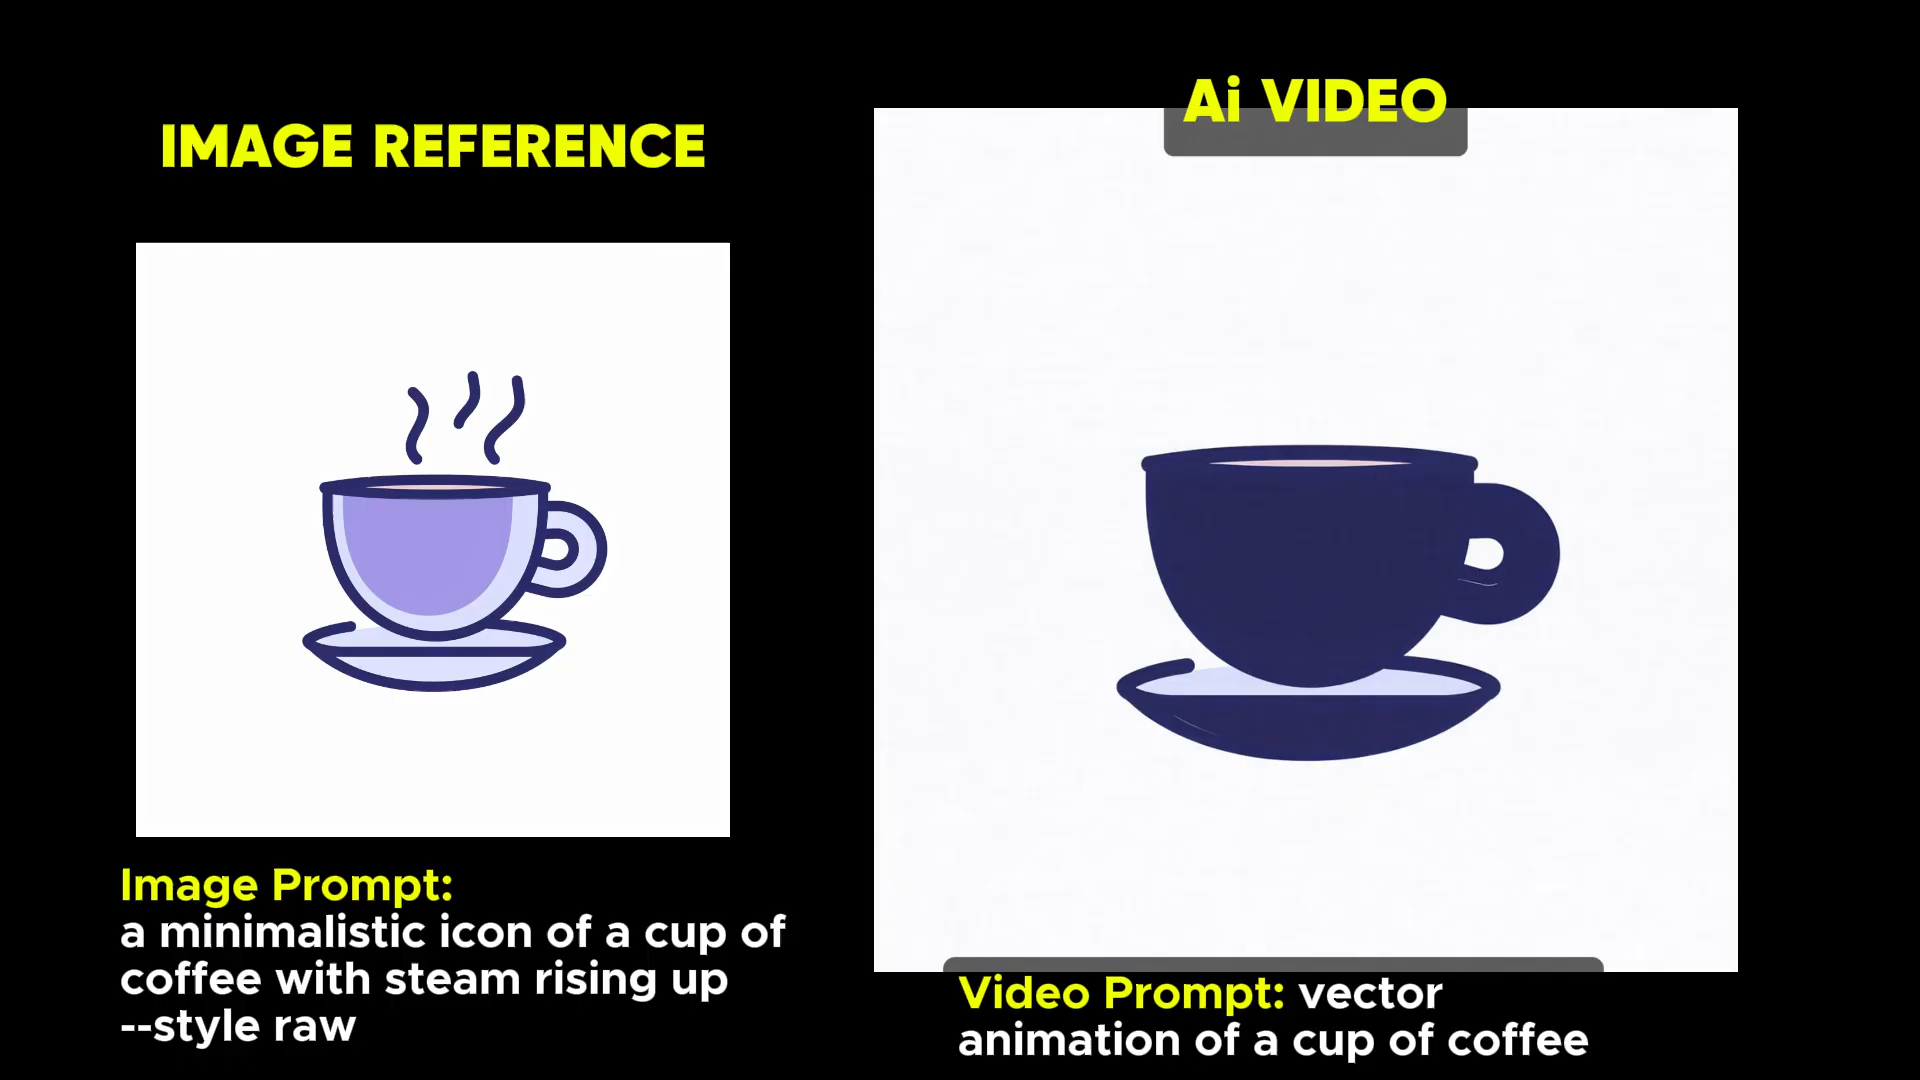 IMAGE REFERENCE
Image Prompt:
a minimalistic icon of a cup of
coffee with steam rising up
--style raw
Ai VIDEO
Video Prompt: vector
animation of a cup of coffee